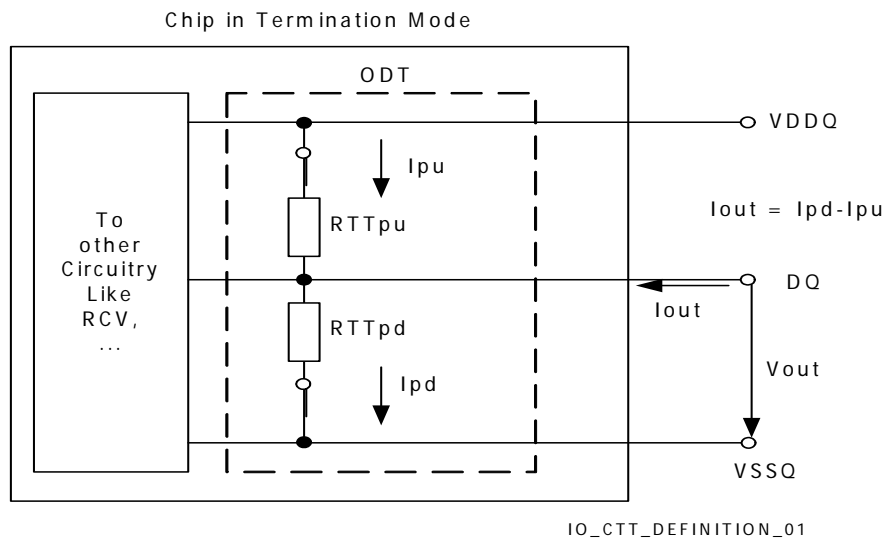 Chip in Termination Mode
ODT
VDDQ
Ipu
Iout = Ipd-Ipu
To
other
Circuitry
Like
RCV,
...
RTTpu
DQ
Iout
RTTpd
Vout
Ipd
VSSQ
IO_CTT_DEFINITION_01